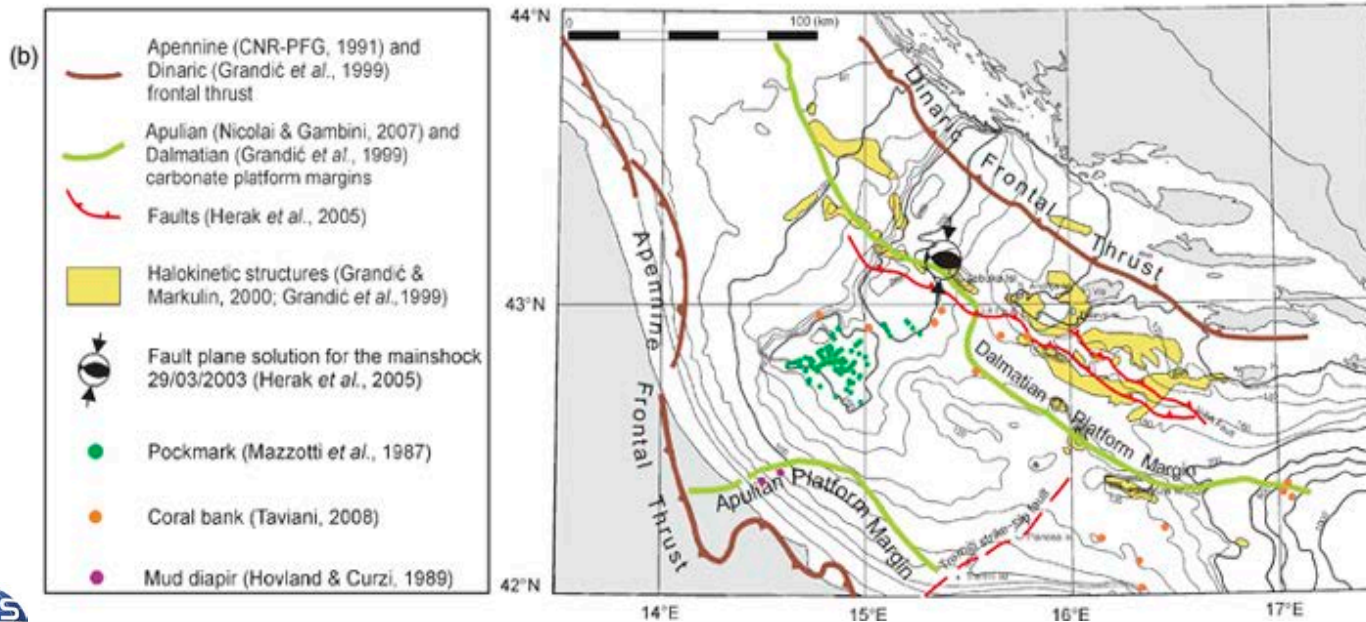 (b)
Apennine (CNR-PFG, 1991) and
Dinaric (Grandić et al., 1999)
frontal thrust
Apulian (Nicolai & Gambini, 2007) and
Dalmatian (Grandić et al., 1999)
carbonate platform margins
Faults (Herak et al., 2005)
Halokinetic structures (Grandić &
Markulin, 2000; Grandić et al.,1999)
Fault plane solution for the mainshock
29/03/2003 (Herak et al., 2005)
Pockmark (Mazzotti et al., 1987)
Coral bank (Taviani, 2008)
Mud diapir (Hovland & Curzi, 1989)
S
44°N
43°N
42°N
0
100 (km)
Dinaric Frontal Thrust
Apennine Frontal Thrust
Dalmatian Platform Margin
Apulian Platform Margin
Tremiti strike-slip fault
14°E
15°E
16°E
17°E